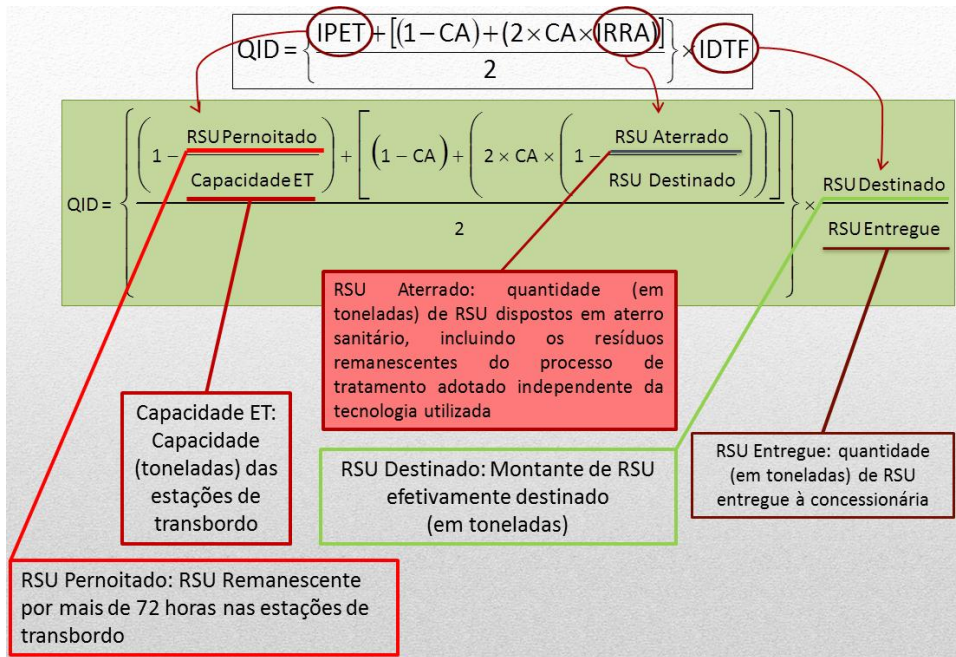 QID = { IPET + [(1 − CA) + (2 × CA × IRRA)] / 2 } × IDTF
QID = { ( 1 − RSU Pernoitado / Capacidade ET ) + [ ( 1 − CA ) + ( 2 × CA × ( 1 − RSU Aterrado / RSU Destinado ) ) ] / 2 } × RSU Destinado / RSU Entregue
RSU Aterrado: quantidade (em
toneladas) de RSU dispostos em aterro
sanitário, incluindo os resíduos
remanescentes do processo de
tratamento adotado independente da
tecnologia utilizada
Capacidade ET:
Capacidade
(toneladas) das
estações de
transbordo
RSU Destinado: Montante de RSU
efetivamente destinado
(em toneladas)
RSU Entregue: quantidade
(em toneladas) de RSU
entregue à concessionária
RSU Pernoitado: RSU Remanescente
por mais de 72 horas nas estações de
transbordo